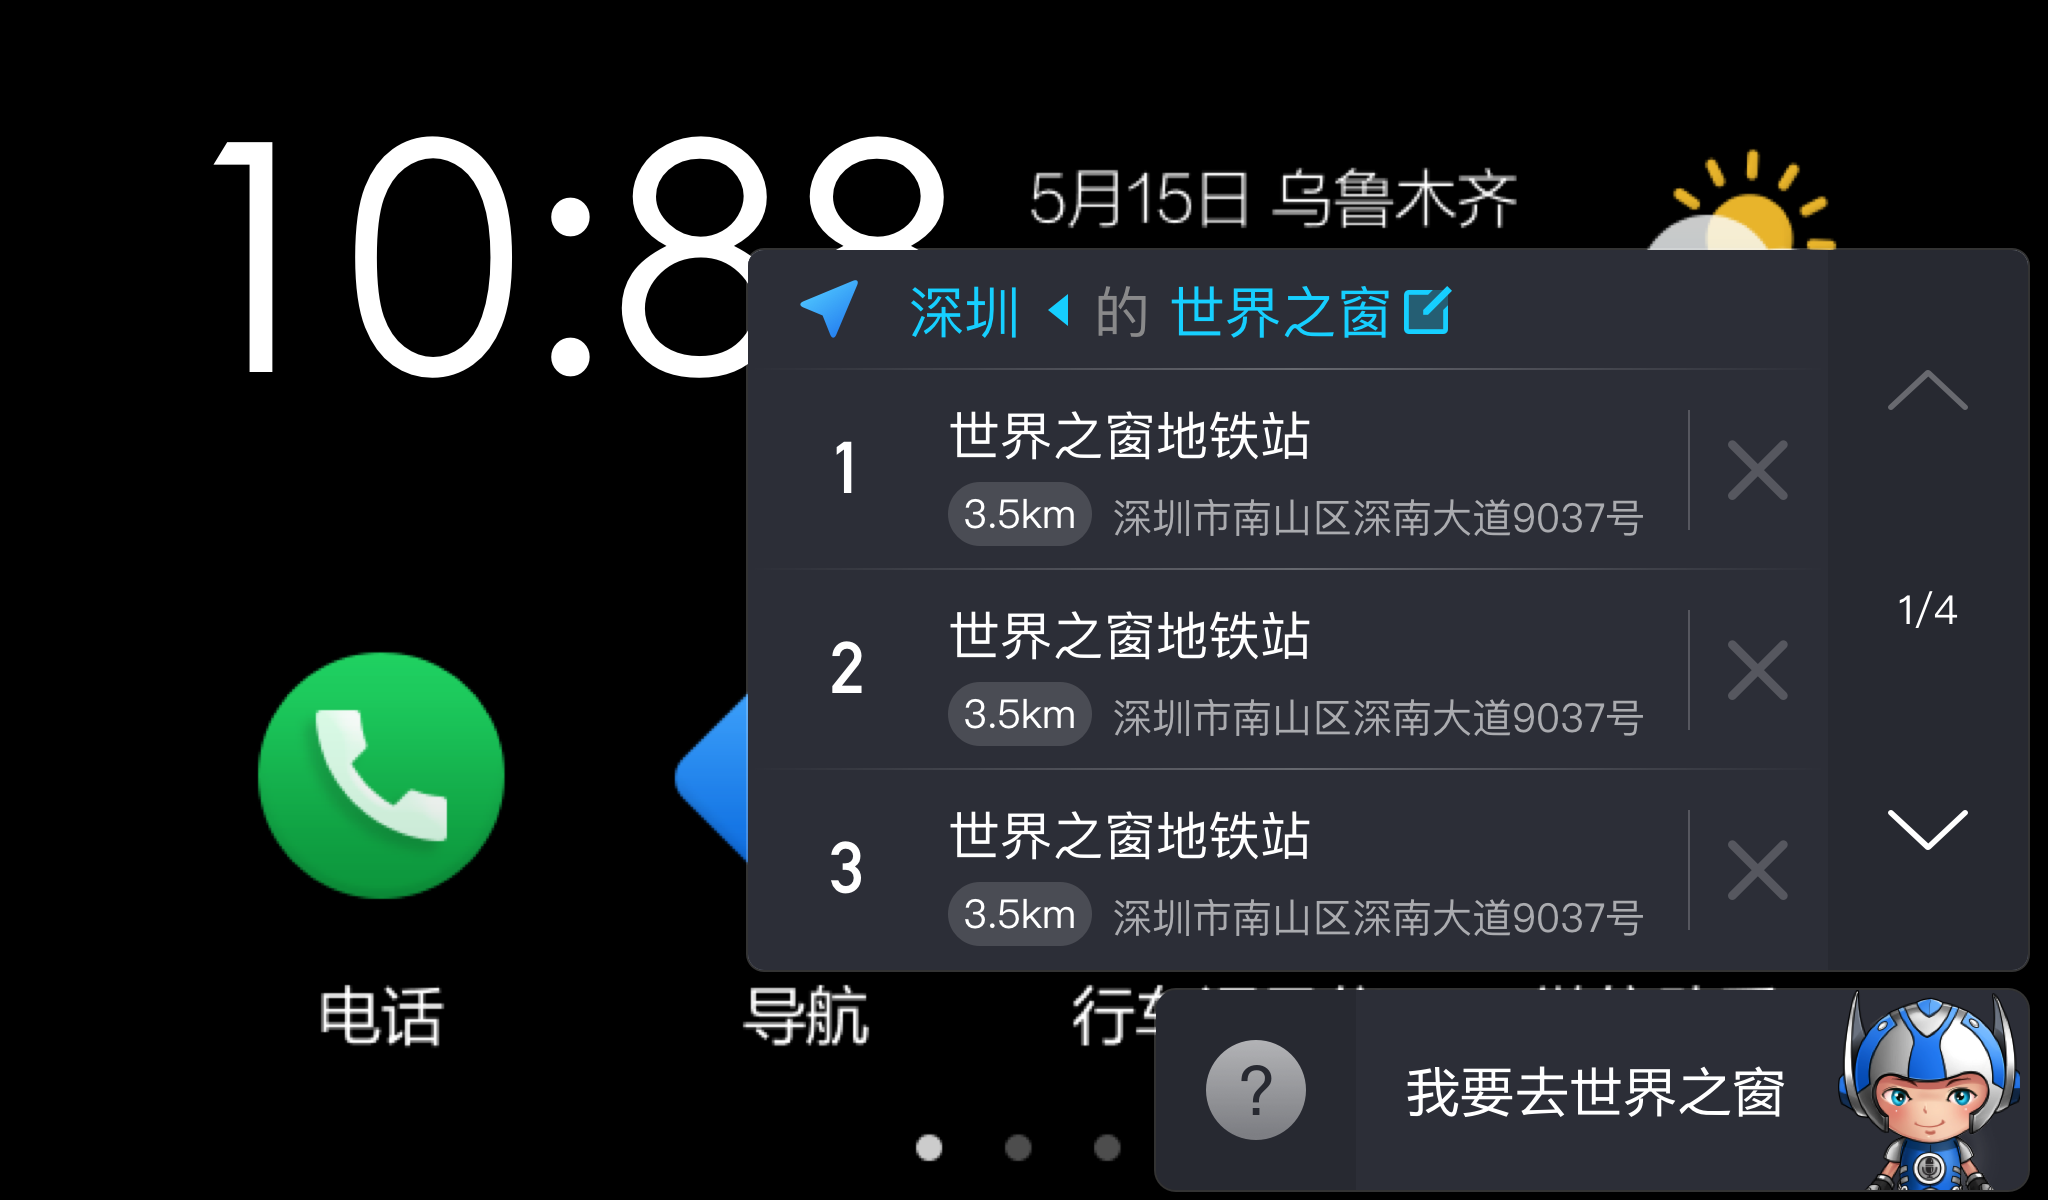 10:88
5月15日 乌鲁木齐
深圳 的 世界之窗
1
世界之窗地铁站
3.5km 深圳市南山区深南大道9037号
2
世界之窗地铁站
3.5km 深圳市南山区深南大道9037号
3
世界之窗地铁站
3.5km 深圳市南山区深南大道9037号
1/4
电话
导航
行车
?
我要去世界之窗